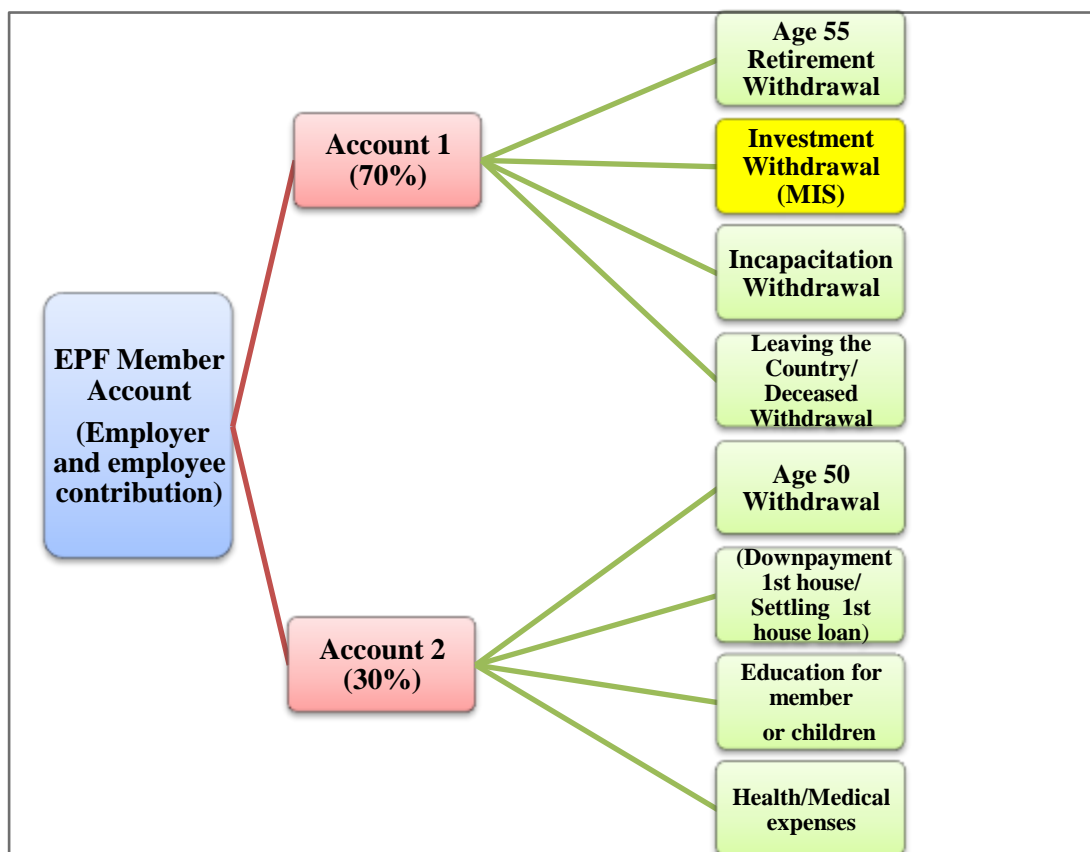 EPF Member
Account
(Employer
and employee
contribution)
Account 1
(70%)
Age 55
Retirement
Withdrawal
Investment
Withdrawal
(MIS)
Incapacitation
Withdrawal
Leaving the
Country/
Deceased
Withdrawal
Account 2
(30%)
Age 50
Withdrawal
(Downpayment
1st house/
Settling 1st
house loan)
Education for
member
or children
Health/Medical
expenses